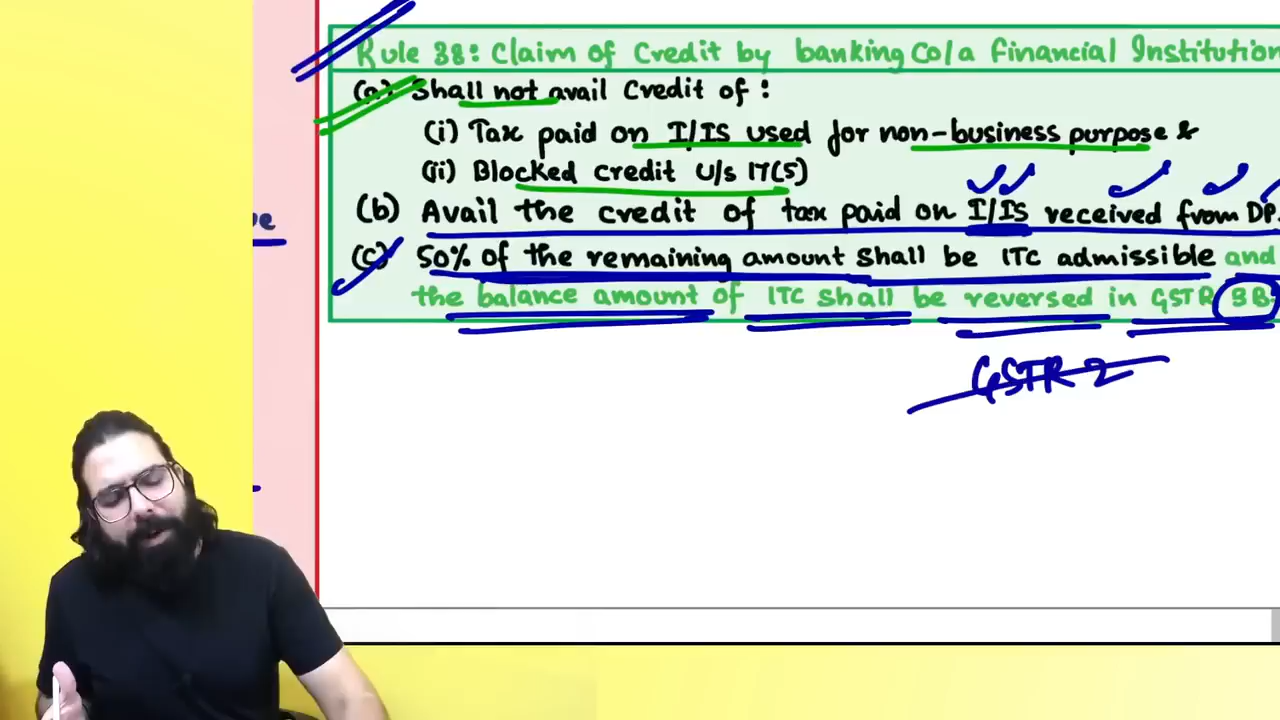 Rule 38: Claim of Credit by banking Co/a Financial Institution
(a) Shall not avail Credit of :
(i) Tax paid on I/IS used for non-business purpose &
(ii) Blocked credit U/s 17(5)
(b) Avail the credit of tax paid on I/IS received from DP.
(c) 50% of the remaining amount shall be ITC admissible and
the balance amount of ITC shall be reversed in GSTR 3B
GSTR 2